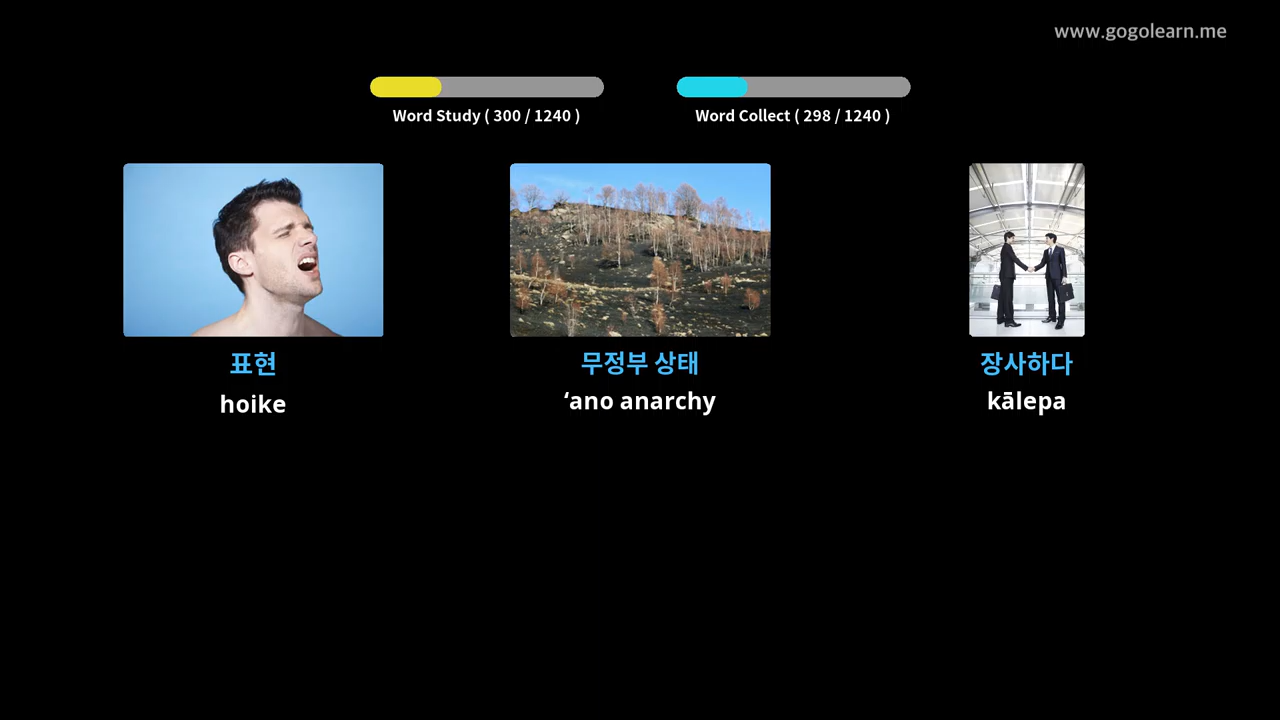 www.gogolearn.me
Word Study ( 300 / 1240 )
Word Collect ( 298 / 1240 )
표현
무정부 상태
장사하다
hoike
‘ano anarchy
kālepa